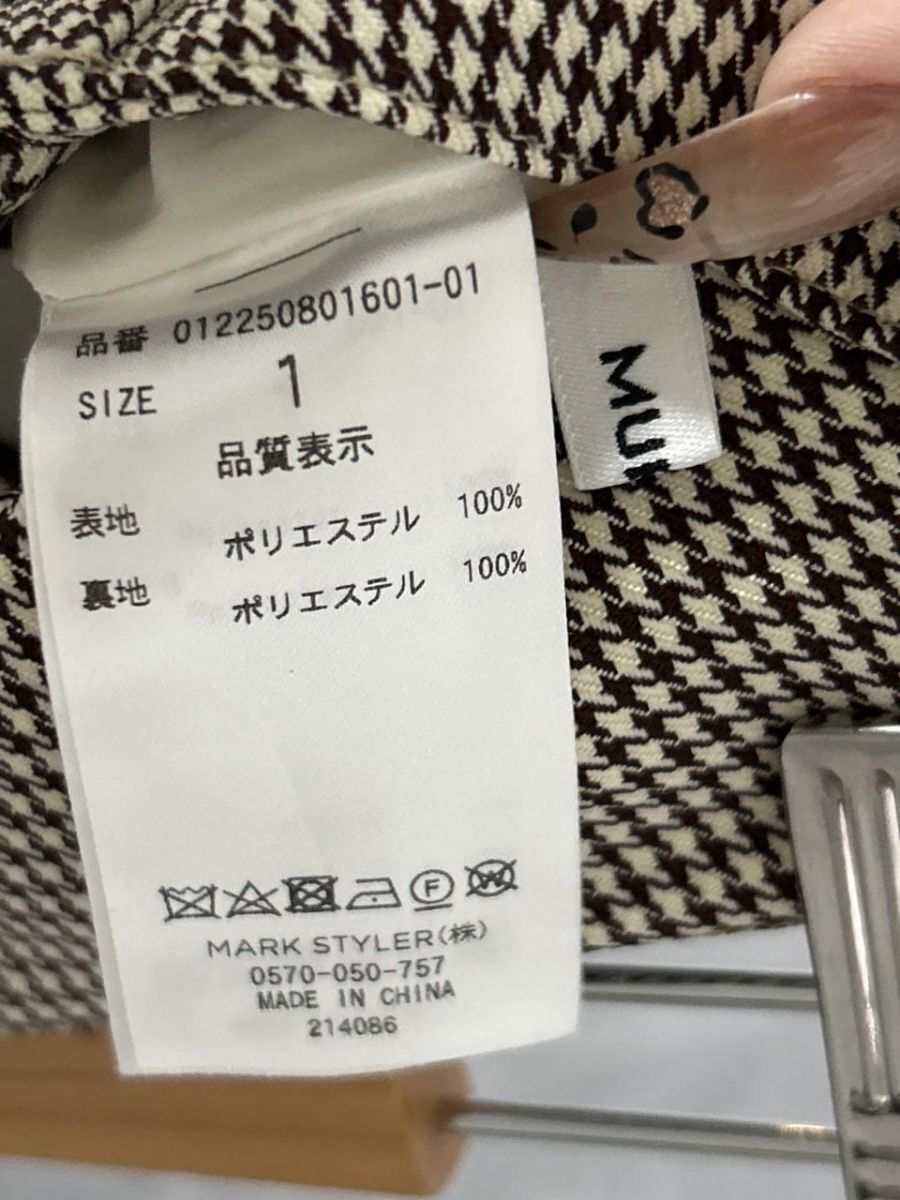 品番 012250801601-01
SIZE 1
品質表示
表地 ポリエステル 100%
裏地 ポリエステル 100%
F
W
MARK STYLER(株)
0570-050-757
MADE IN CHINA
214086
MU